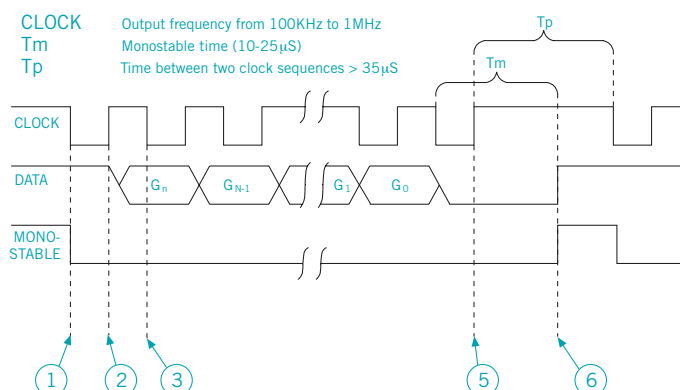 CLOCK Output frequency from 100KHz to 1MHz
Tm Monostable time (10-25µS)
Tp Time between two clock sequences > 35µS
Tp
Tm
CLOCK
DATA
Gn GN-1 G1 G0
MONO-
STABLE
1 2 3 5 6